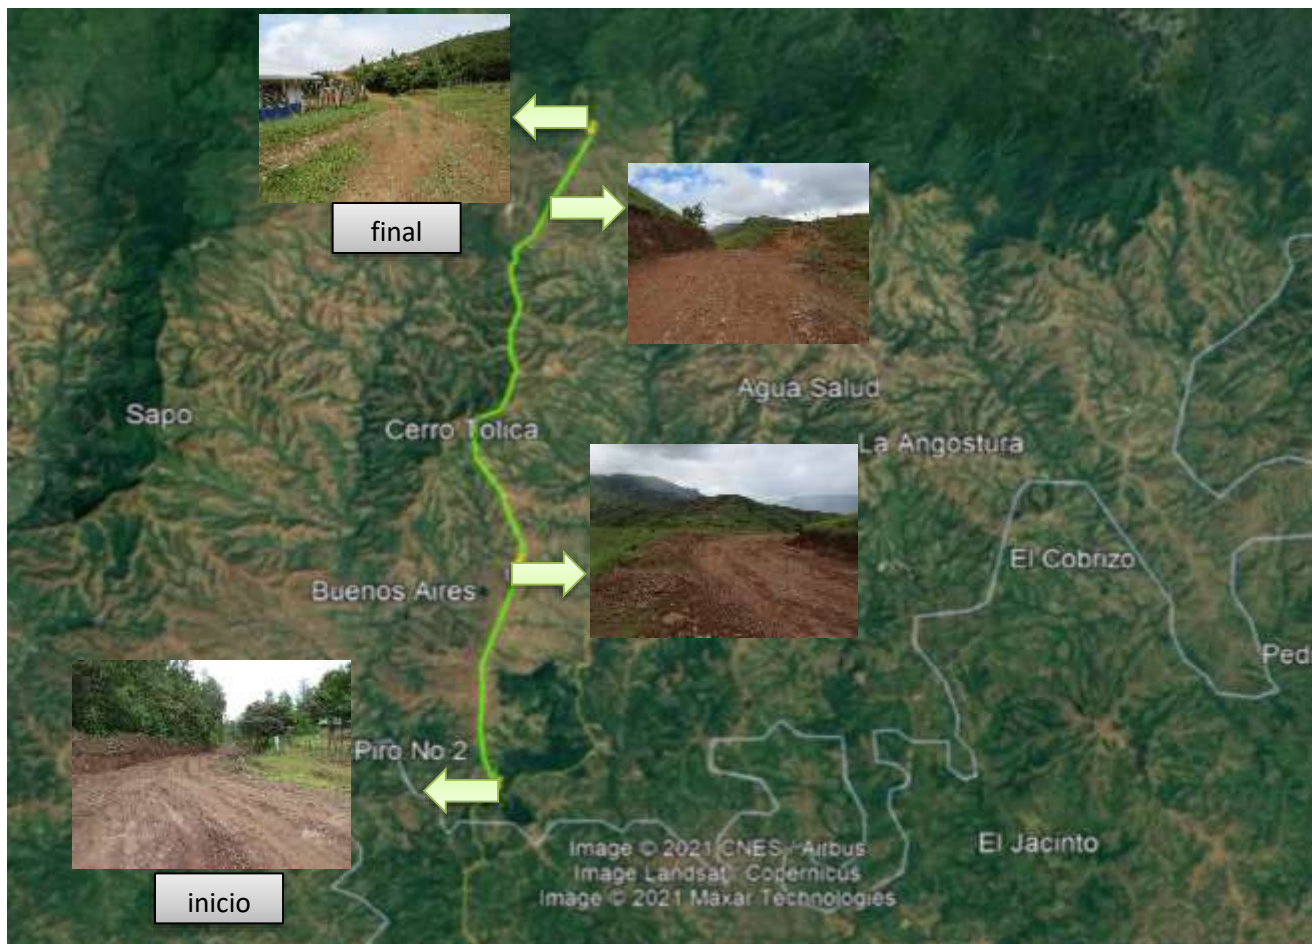 final
Agua Salud
Sapo
Cerro Tolica
La Angostura
El Cobrizo
Buenos Aires
Ped
Piro No 2
El Jacinto
Image © 2021 CNES / Airbus
Image Landsat / Copernicus
Image © 2021 Maxar Technologies
inicio